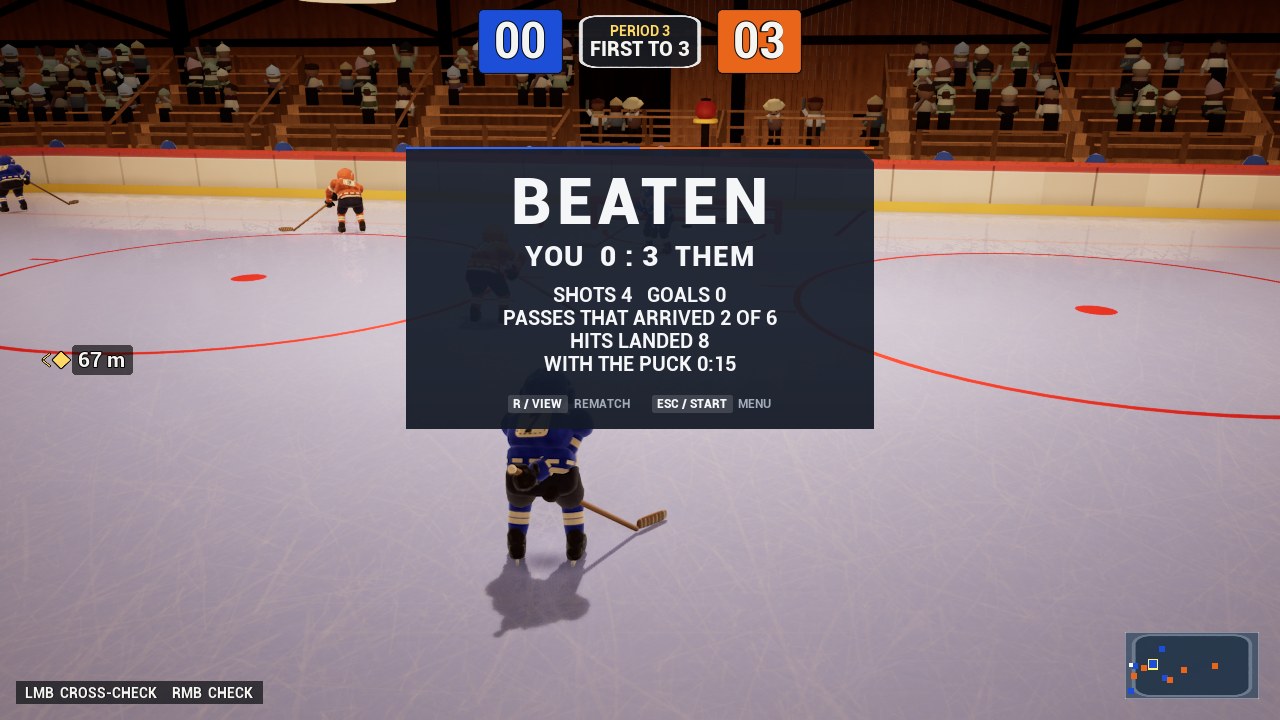 00
PERIOD 3
FIRST TO 3
03
BEATEN
YOU 0 : 3 THEM
SHOTS 4 GOALS 0
PASSES THAT ARRIVED 2 OF 6
HITS LANDED 8
WITH THE PUCK 0:15
R / VIEW REMATCH ESC / START MENU
67 m
LMB CROSS-CHECK RMB CHECK